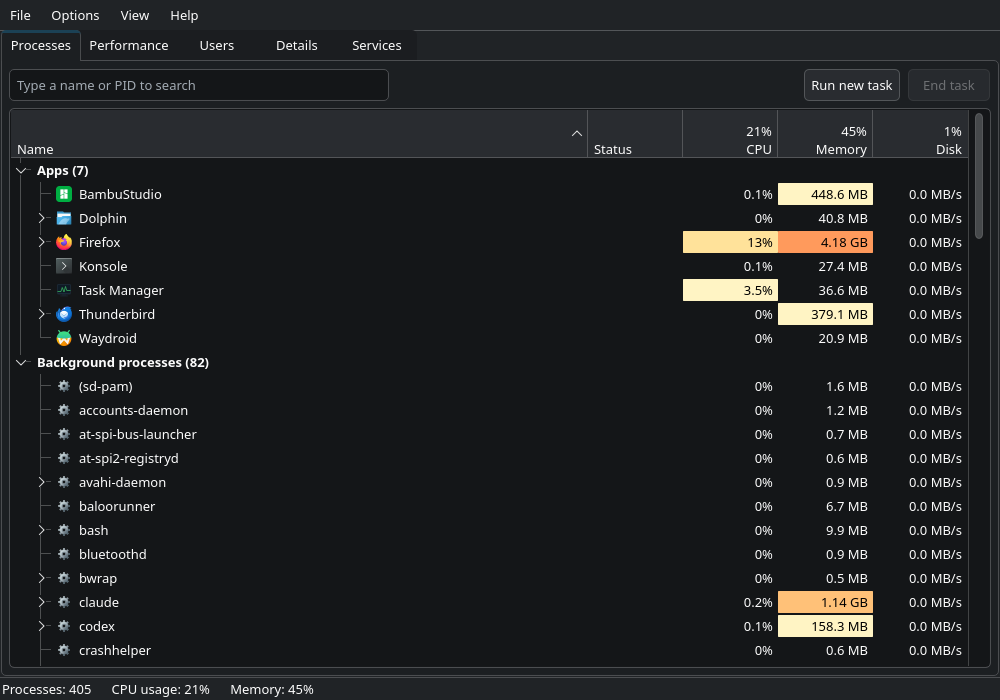 File Options View Help
Processes Performance Users Details Services
Type a name or PID to search Run new task End task
21% 45% 1%
Name Status CPU Memory Disk
Apps (7)
BambuStudio 0.1% 448.6 MB 0.0 MB/s
Dolphin 0% 40.8 MB 0.0 MB/s
Firefox 13% 4.18 GB 0.0 MB/s
Konsole 0.1% 27.4 MB 0.0 MB/s
Task Manager 3.5% 36.6 MB 0.0 MB/s
Thunderbird 0% 379.1 MB 0.0 MB/s
Waydroid 0% 20.9 MB 0.0 MB/s
Background processes (82)
(sd-pam) 0% 1.6 MB 0.0 MB/s
accounts-daemon 0% 1.2 MB 0.0 MB/s
at-spi-bus-launcher 0% 0.7 MB 0.0 MB/s
at-spi2-registryd 0% 0.6 MB 0.0 MB/s
avahi-daemon 0% 0.9 MB 0.0 MB/s
baloorunner 0% 6.7 MB 0.0 MB/s
bash 0% 9.9 MB 0.0 MB/s
bluetoothd 0% 0.9 MB 0.0 MB/s
bwrap 0% 0.5 MB 0.0 MB/s
claude 0.2% 1.14 GB 0.0 MB/s
codex 0.1% 158.3 MB 0.0 MB/s
crashhelper 0% 0.6 MB 0.0 MB/s
Processes: 405 CPU usage: 21% Memory: 45%